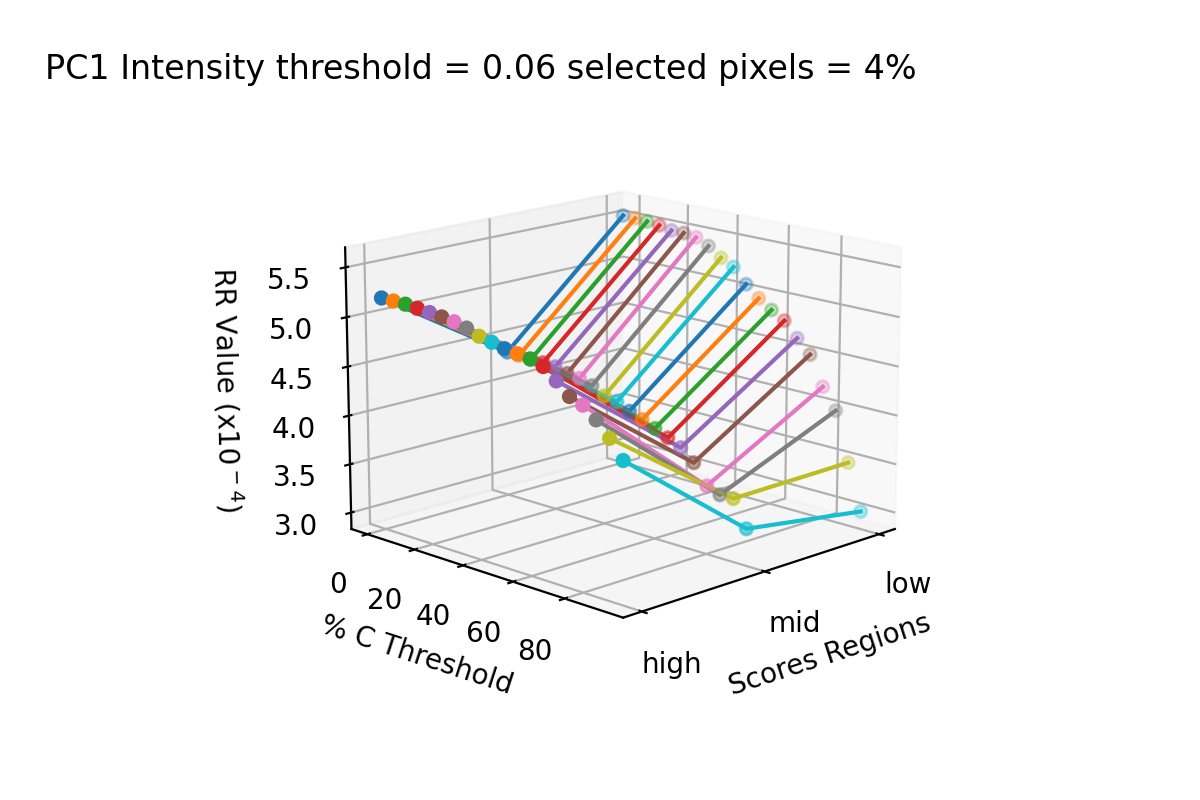 PC1 Intensity threshold = 0.06 selected pixels = 4%
RR Value (x10⁻⁴)
5.5
5.0
4.5
4.0
3.5
3.0
0
20
40
60
80
% C Threshold
high
mid
low
Scores Regions